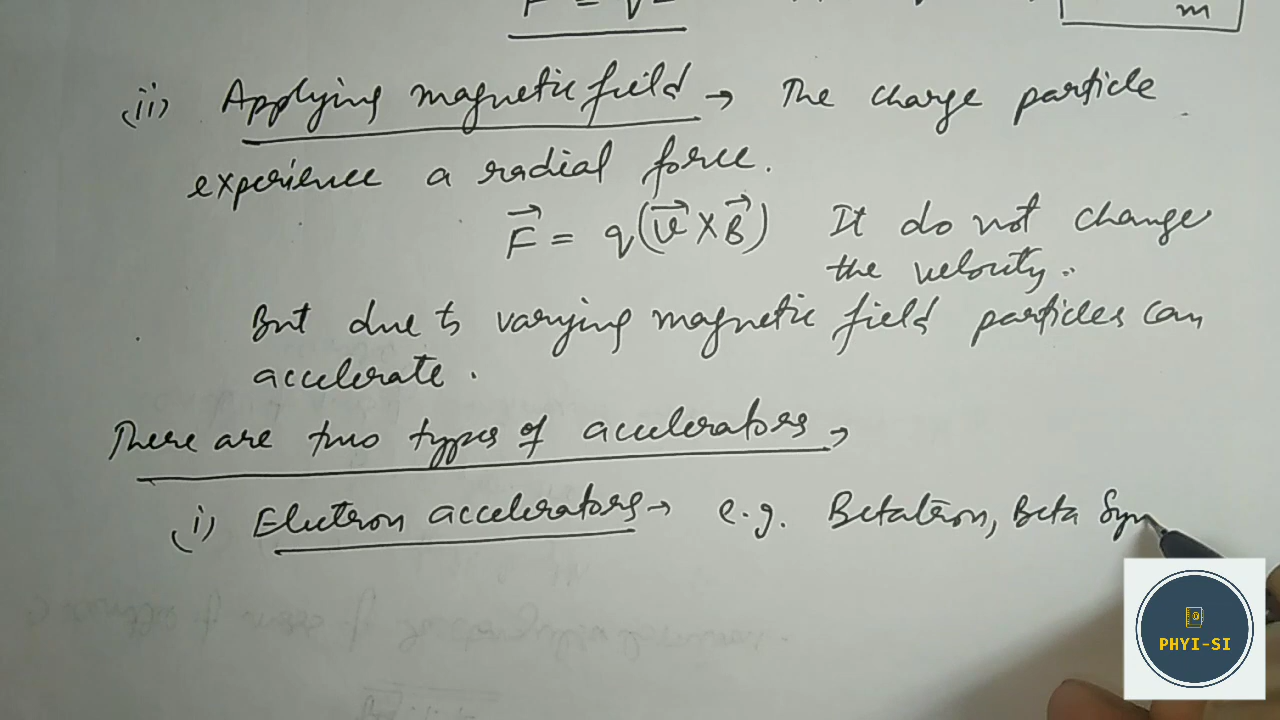 F = q
m
(ii) Applying magnetic field → The charge particle
experience a radial force.
F⃗ = q(v⃗ × B⃗) It do not change
the velocity.
But due to varying magnetic field particles can
accelerate.
There are two types of accelerators →
(i) Electron accelerators → e.g. Betatron, Beta Syn
PHYI-SI